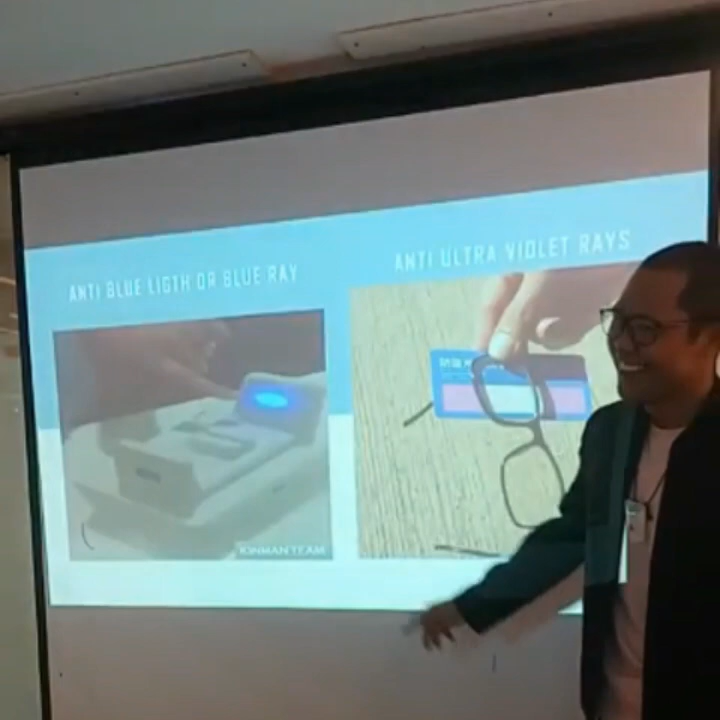 ANTI BLUE LIGTH OR BLUE RAY
ANTI ULTRA VIOLET RAYS
KINMAN TEAM